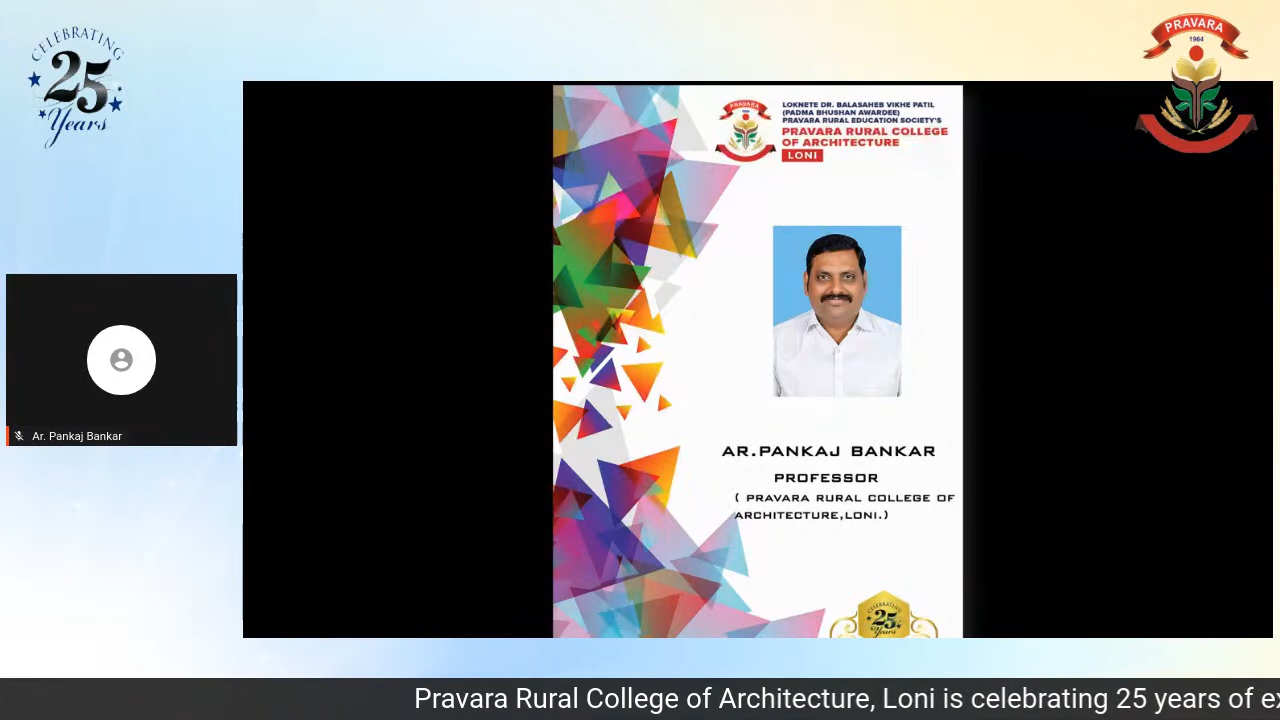 CELEBRATING
25
Years
PRAVARA
1964
PRAVARA
LOKNETE DR. BALASAHEB VIKHE PATIL
(PADMA BHUSHAN AWARDEE)
PRAVARA RURAL EDUCATION SOCIETY'S
PRAVARA RURAL COLLEGE
OF ARCHITECTURE
LONI
Ar. Pankaj Bankar
AR.PANKAJ BANKAR
PROFESSOR
( PRAVARA RURAL COLLEGE OF
ARCHITECTURE,LONI.)
CELEBRATING
25
Years
Pravara Rural College of Architecture, Loni is celebrating 25 years of ex